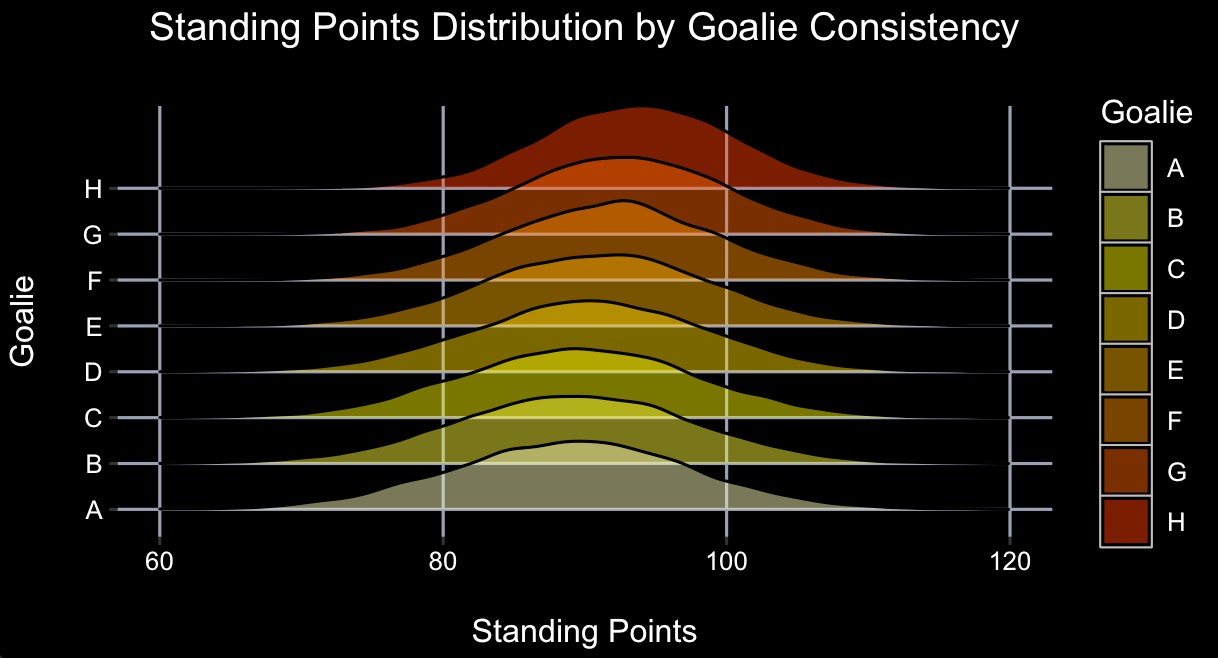 Standing Points Distribution by Goalie Consistency
Goalie
H
G
F
E
D
C
B
A
60 80 100 120
Standing Points
Goalie
A
B
C
D
E
F
G
H